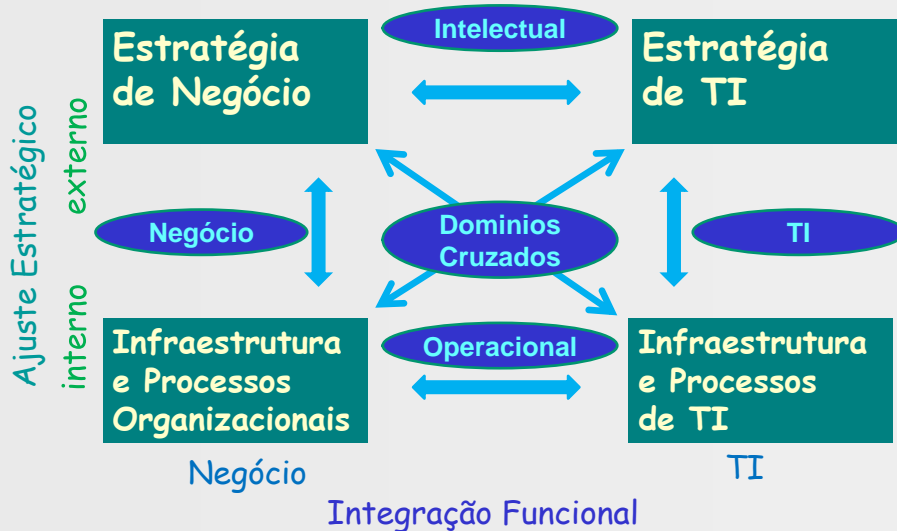 Intelectual
Estratégia
de Negócio
Estratégia
de TI
Ajuste Estratégico
externo
interno
Negócio
Dominios
Cruzados
TI
Infraestrutura
e Processos
Organizacionais
Operacional
Infraestrutura
e Processos
de TI
Negócio
TI
Integração Funcional